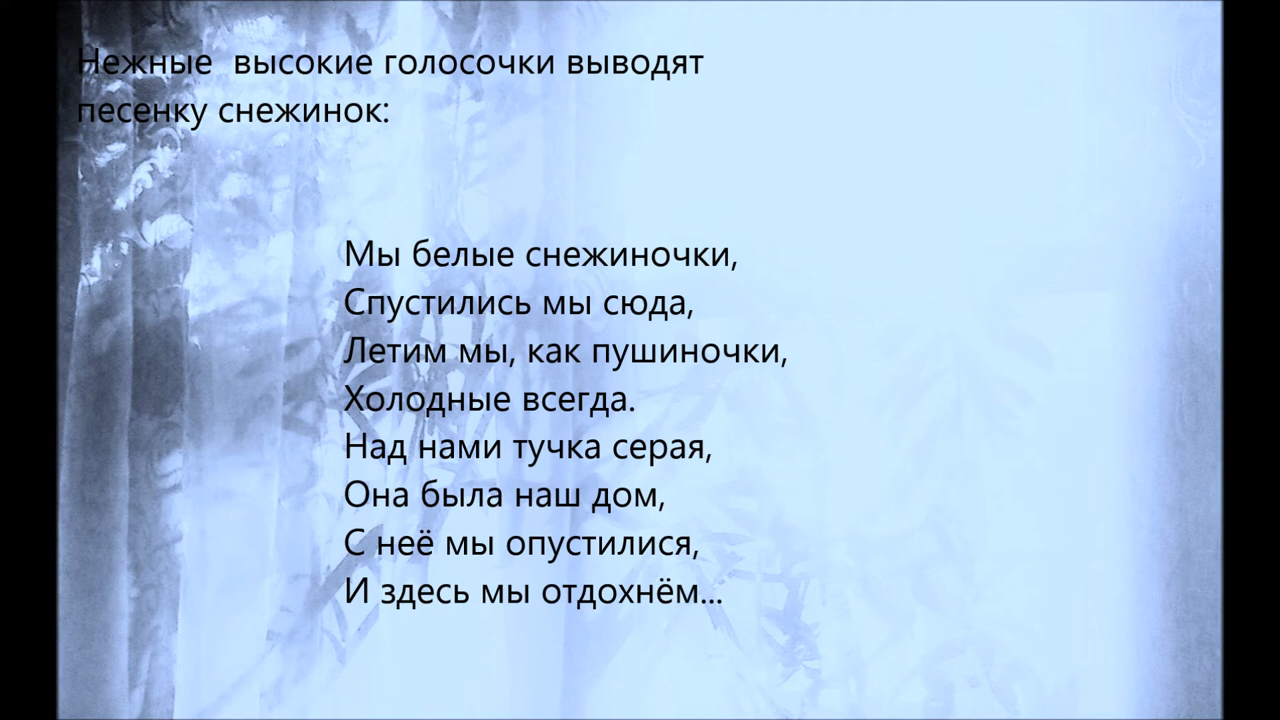 Нежные  высокие голосочки выводят
песенку снежинок:
Мы белые снежиночки,
Спустились мы сюда,
Летим мы, как пушиночки,
Холодные всегда.
Над нами тучка серая,
Она была наш дом,
С неё мы опустилися,
И здесь мы отдохнём...